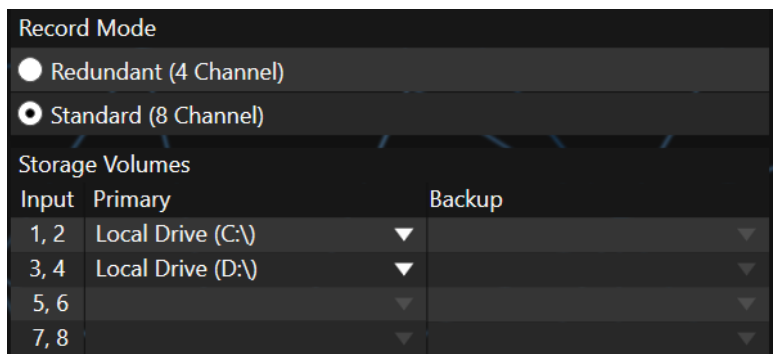 Record Mode
Redundant (4 Channel)
Standard (8 Channel)
Storage Volumes
Input Primary Backup
1, 2 Local Drive (C:\)
3, 4 Local Drive (D:\)
5, 6
7, 8